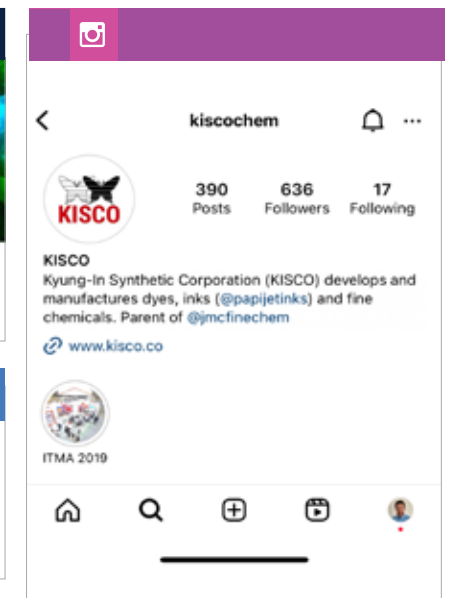 kiscochem
KISCO
390 636 17
Posts Followers Following
KISCO
Kyung-In Synthetic Corporation (KISCO) develops and
manufactures dyes, inks (@papijetinks) and fine
chemicals. Parent of @jmcfinechem
www.kisco.co
ITMA 2019